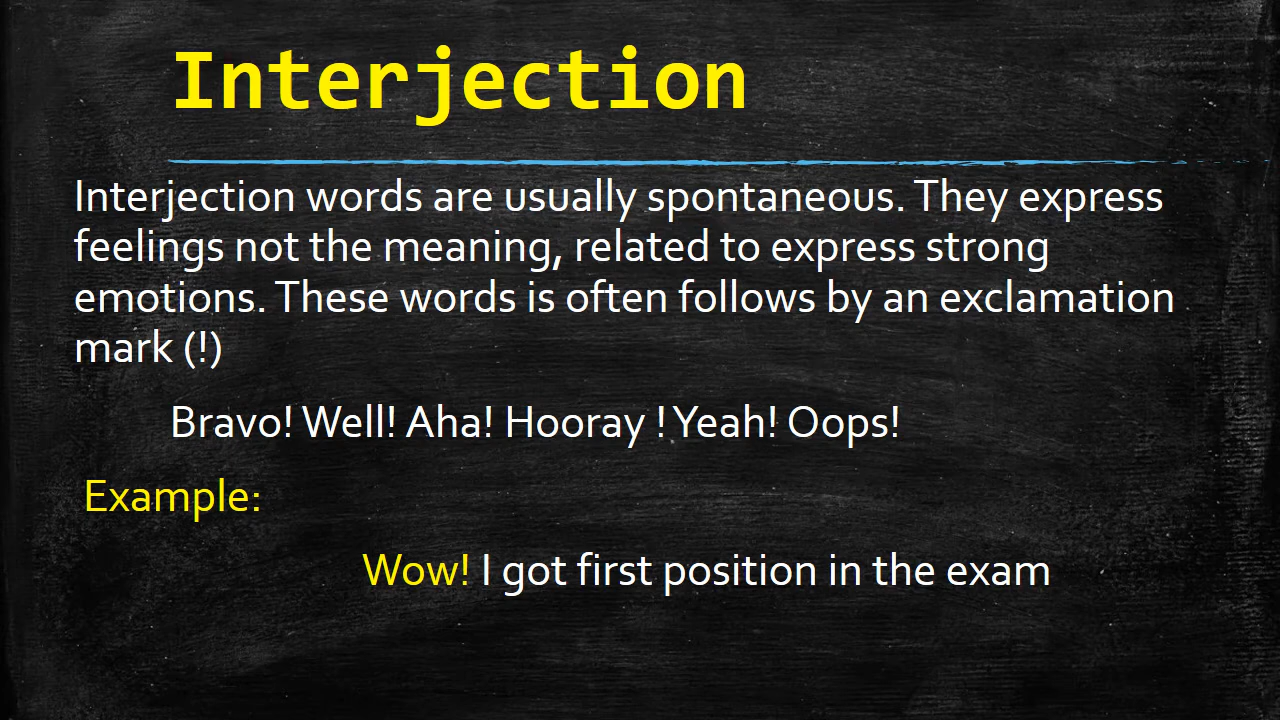 Interjection
Interjection words are usually spontaneous. They express
feelings not the meaning, related to express strong
emotions. These words is often follows by an exclamation
mark (!)
Bravo! Well! Aha! Hooray ! Yeah! Oops!
Example:
Wow! I got first position in the exam